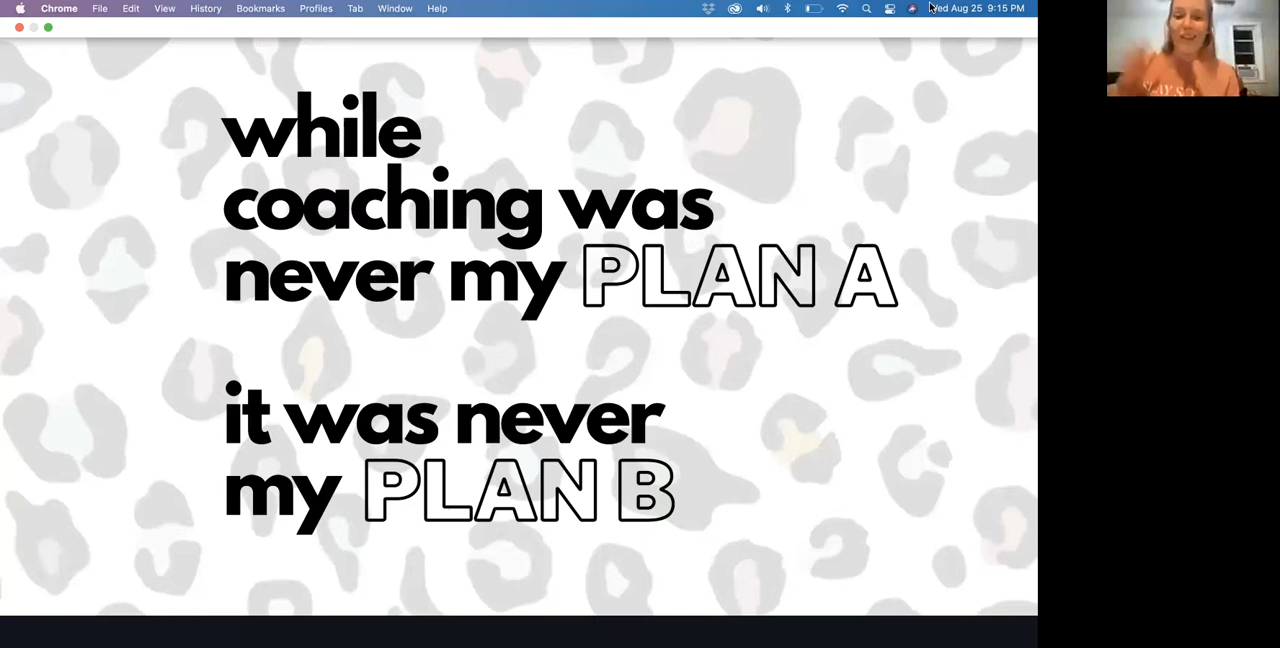 Chrome File Edit View History Bookmarks Profiles Tab Window Help
Aug 25 9:15 PM
while
coaching was
never my PLAN A
it was never
my PLAN B